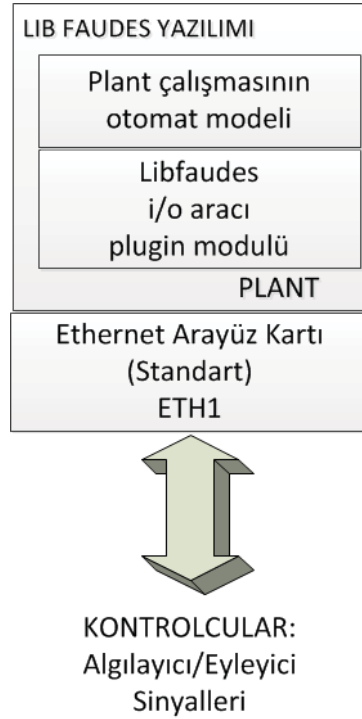 LIB FAUDES YAZILIMI
Plant çalışmasının
otomat modeli
Libfaudes
i/o aracı
plugin modulü
PLANT
Ethernet Arayüz Kartı
(Standart)
ETH1
KONTROLCULAR:
Algılayıcı/Eyleyici
Sinyalleri